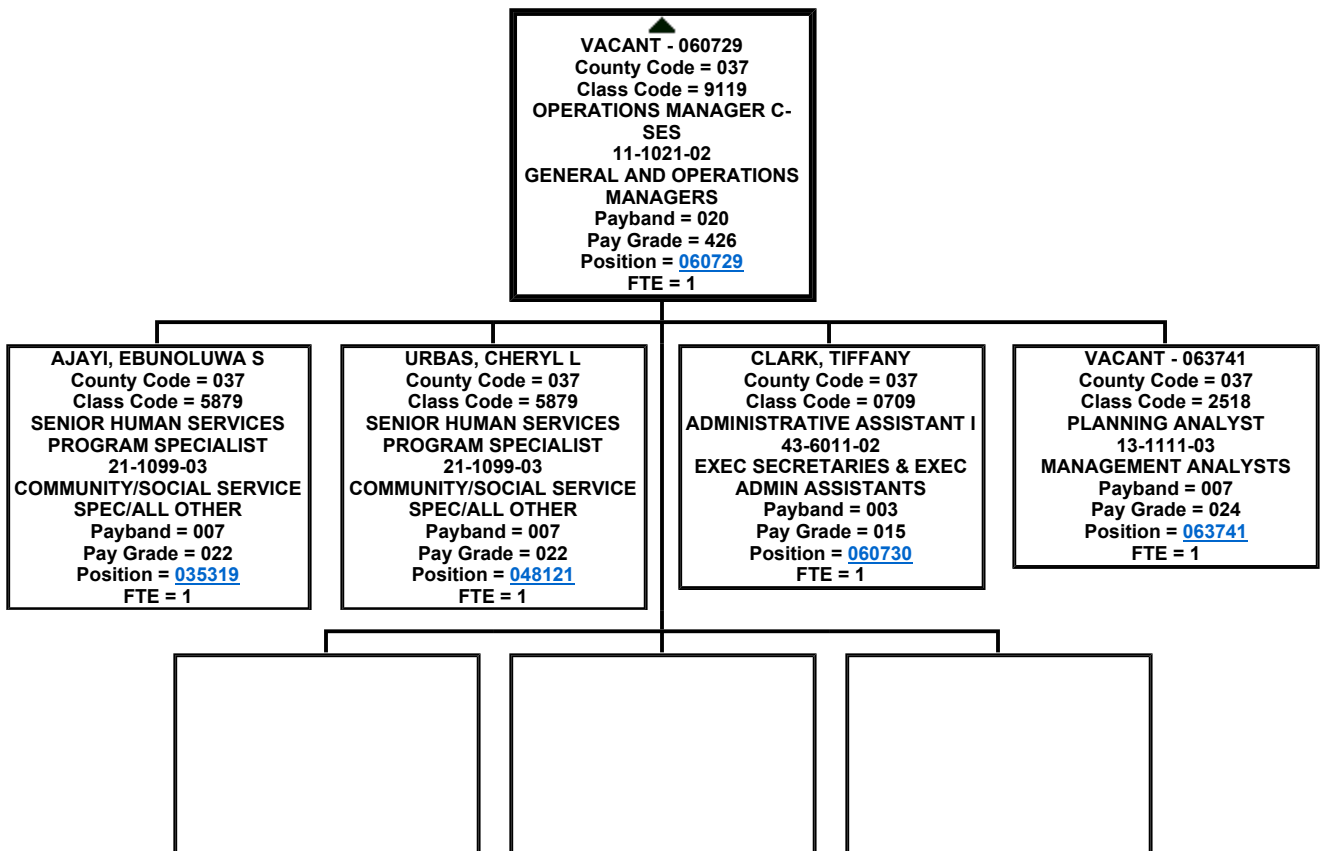 VACANT - 060729
County Code = 037
Class Code = 9119
OPERATIONS MANAGER C-
SES
11-1021-02
GENERAL AND OPERATIONS
MANAGERS
Payband = 020
Pay Grade = 426
Position = 060729
FTE = 1
AJAYI, EBUNOLUWA S
County Code = 037
Class Code = 5879
SENIOR HUMAN SERVICES
PROGRAM SPECIALIST
21-1099-03
COMMUNITY/SOCIAL SERVICE
SPEC/ALL OTHER
Payband = 007
Pay Grade = 022
Position = 035319
FTE = 1
URBAS, CHERYL L
County Code = 037
Class Code = 5879
SENIOR HUMAN SERVICES
PROGRAM SPECIALIST
21-1099-03
COMMUNITY/SOCIAL SERVICE
SPEC/ALL OTHER
Payband = 007
Pay Grade = 022
Position = 048121
FTE = 1
CLARK, TIFFANY
County Code = 037
Class Code = 0709
ADMINISTRATIVE ASSISTANT I
43-6011-02
EXEC SECRETARIES & EXEC
ADMIN ASSISTANTS
Payband = 003
Pay Grade = 015
Position = 060730
FTE = 1
VACANT - 063741
County Code = 037
Class Code = 2518
PLANNING ANALYST
13-1111-03
MANAGEMENT ANALYSTS
Payband = 007
Pay Grade = 024
Position = 063741
FTE = 1